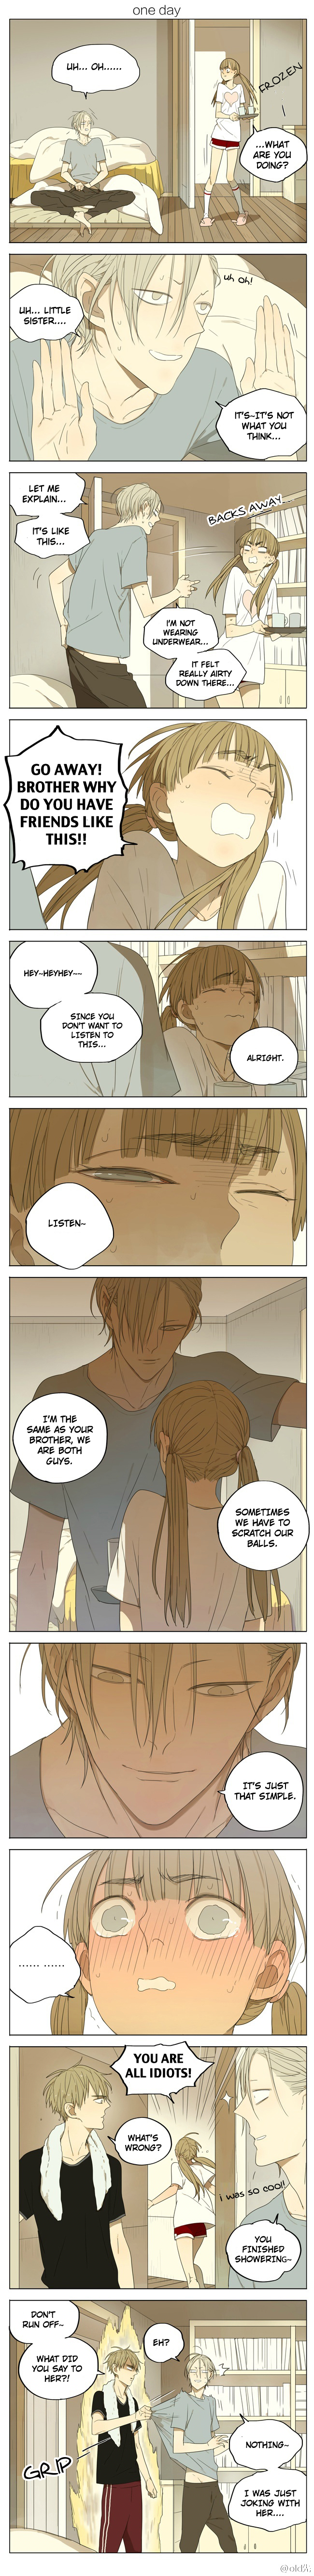 one day
UH... OH......
FROZEN
...WHAT
ARE YOU
DOING?
uh oh!
UH... LITTLE
SISTER....
IT'S~IT'S NOT
WHAT YOU
THINK...
LET ME
EXPLAIN...
IT'S LIKE
THIS...
BACKS AWAY
I'M NOT
WEARING
UNDERWEAR...
IT FELT
REALLY AIRTY
DOWN THERE...
GO AWAY!
BROTHER WHY
DO YOU HAVE
FRIENDS LIKE
THIS!!
HEY~HEYHEY~~
SINCE YOU
DON'T WANT TO
LISTEN TO
THIS...
ALRIGHT.
LISTEN~
I'M THE
SAME AS YOUR
BROTHER, WE
ARE BOTH
GUYS.
SOMETIMES
WE HAVE TO
SCRATCH OUR
BALLS.
IT'S JUST
THAT SIMPLE.
...... ......
YOU ARE
ALL IDIOTS!
WHAT'S
WRONG?
i was so cool!
YOU
FINISHED
SHOWERING~
DON'T
RUN OFF~
WHAT DID
YOU SAY TO
HER?!
EH?
GRIP
NOTHING~
I WAS JUST
JOKING WITH
HER....
@old先